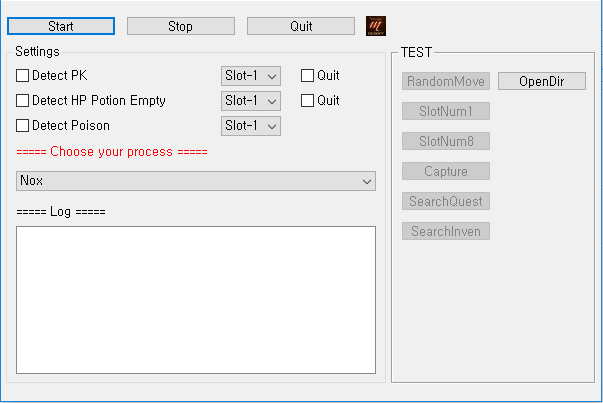 Start Stop Quit
Settings
Detect PK Slot-1 Quit
Detect HP Potion Empty Slot-1 Quit
Detect Poison Slot-1
===== Choose your process =====
Nox
===== Log =====
TEST
RandomMove OpenDir
SlotNum1
SlotNum8
Capture
SearchQuest
SearchInven